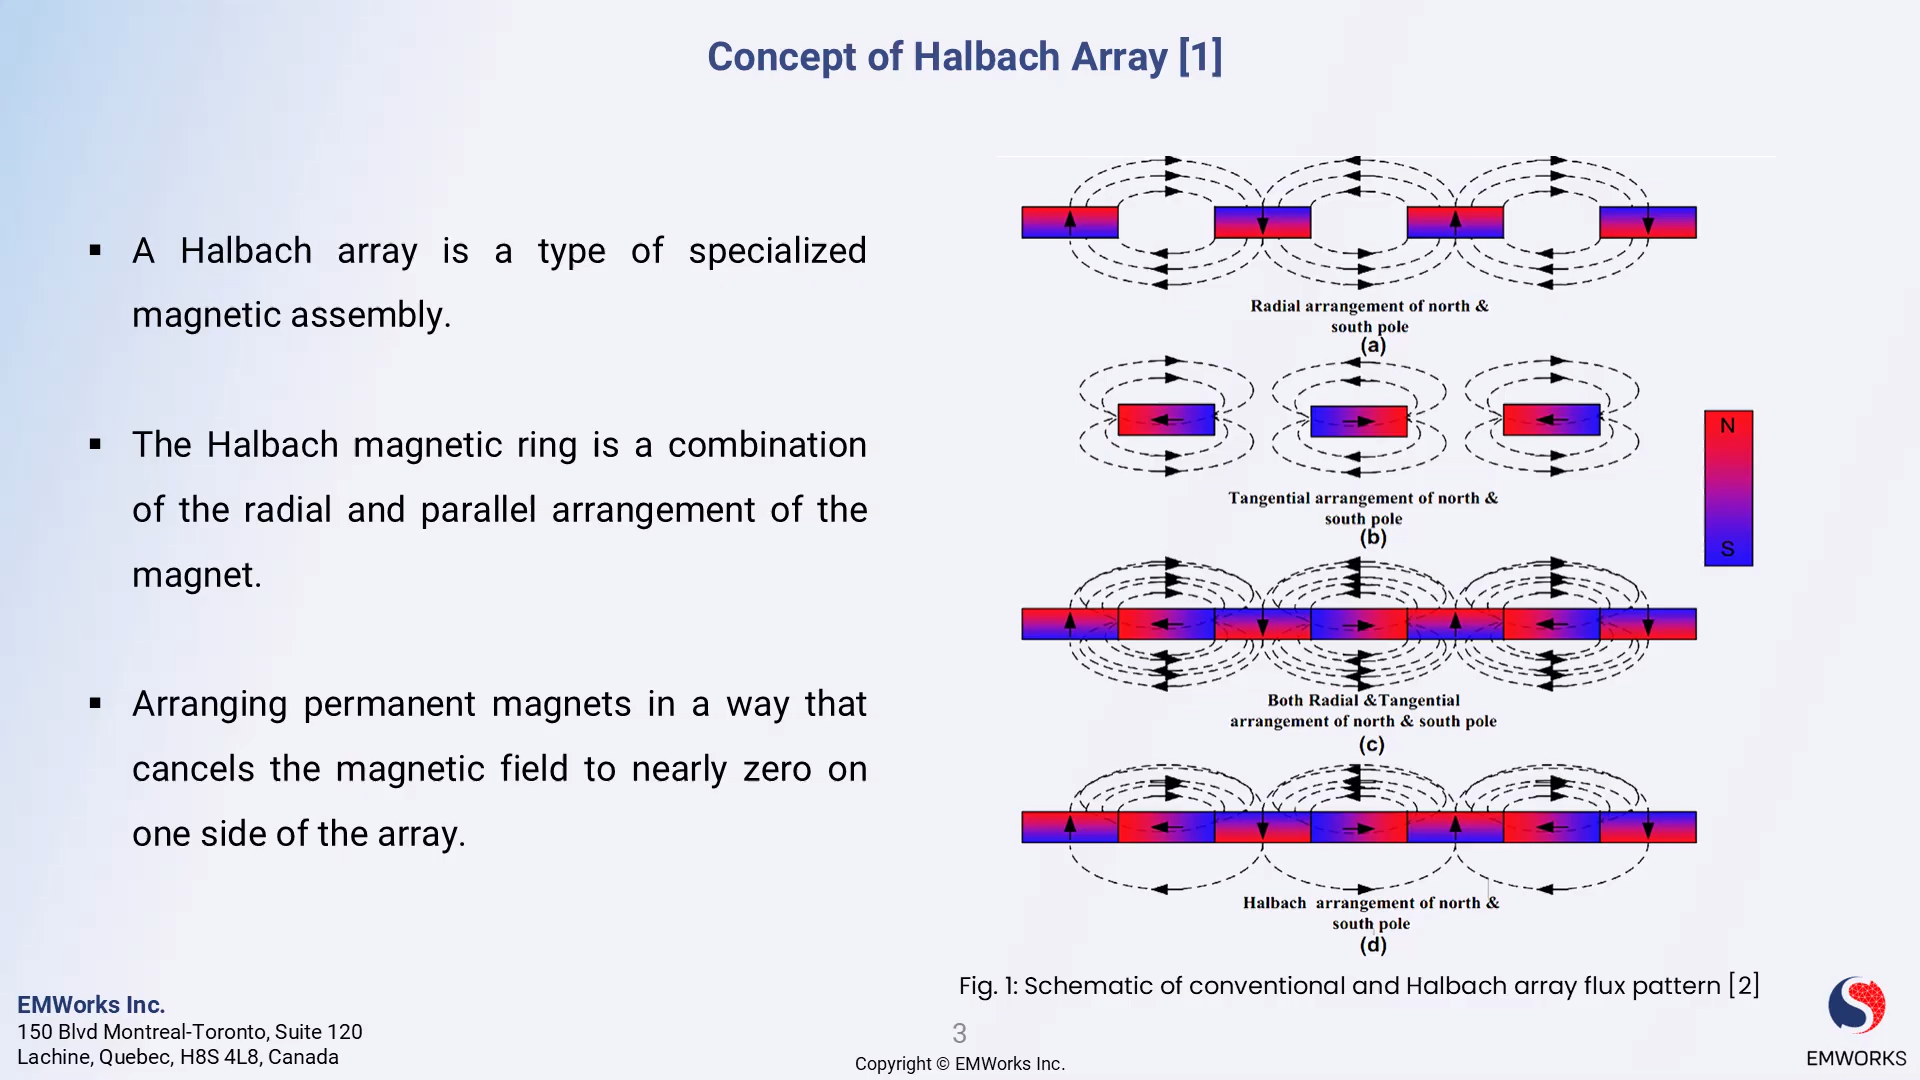 Concept of Halbach Array [1]
▪ A Halbach array is a type of specialized
magnetic assembly.
▪ The Halbach magnetic ring is a combination
of the radial and parallel arrangement of the
magnet.
▪ Arranging permanent magnets in a way that
cancels the magnetic field to nearly zero on
one side of the array.
Radial arrangement of north &
south pole
(a)
Tangential arrangement of north &
south pole
(b)
N
S
Both Radial &Tangential
arrangement of north & south pole
(c)
Halbach arrangement of north &
south pole
(d)
Fig. 1: Schematic of conventional and Halbach array flux pattern [2]
EMWorks Inc.
150 Blvd Montreal-Toronto, Suite 120
Lachine, Quebec, H8S 4L8, Canada
3
Copyright © EMWorks Inc.
EMWORKS